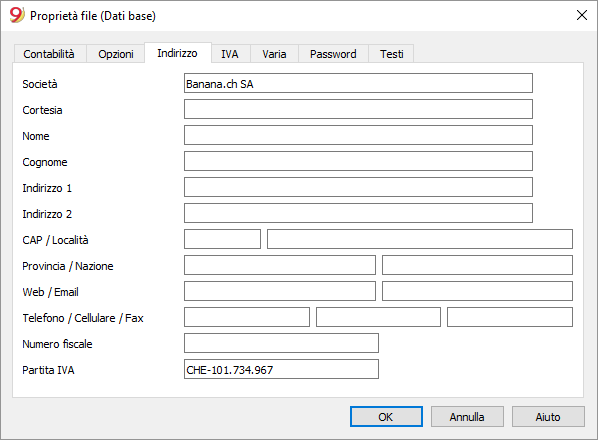 9 Proprietà file (Dati base)
Contabilità Opzioni Indirizzo IVA Varia Password Testi
Società Banana.ch SA
Cortesia
Nome
Cognome
Indirizzo 1
Indirizzo 2
CAP / Località
Provincia / Nazione
Web / Email
Telefono / Cellulare / Fax
Numero fiscale
Partita IVA CHE-101.734.967
OK Annulla Aiuto